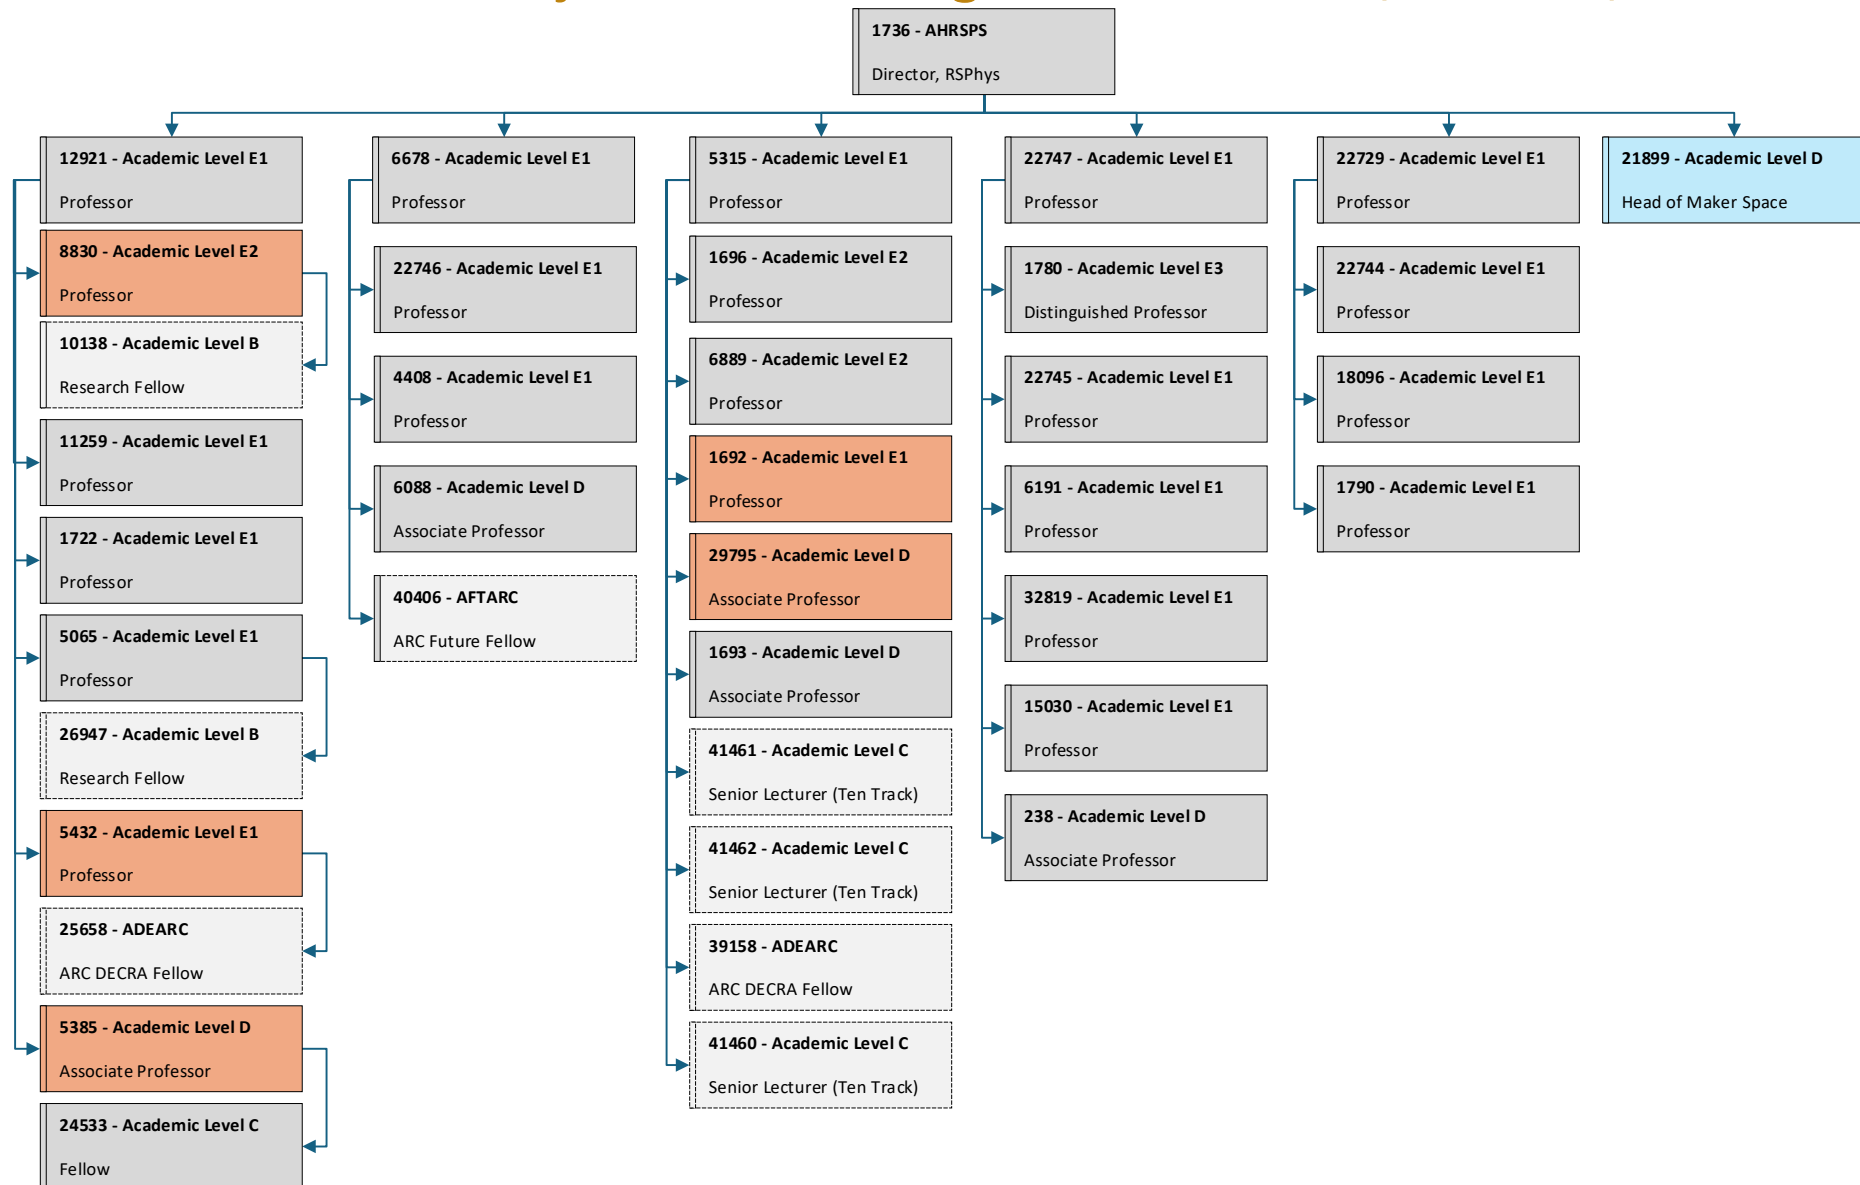 1736 - AHRSPS
Director, RSPhys
12921 - Academic Level E1
Professor
8830 - Academic Level E2
Professor
10138 - Academic Level B
Research Fellow
11259 - Academic Level E1
Professor
1722 - Academic Level E1
Professor
5065 - Academic Level E1
Professor
26947 - Academic Level B
Research Fellow
5432 - Academic Level E1
Professor
25658 - ADEARC
ARC DECRA Fellow
5385 - Academic Level D
Associate Professor
24533 - Academic Level C
Fellow
6678 - Academic Level E1
Professor
22746 - Academic Level E1
Professor
4408 - Academic Level E1
Professor
6088 - Academic Level D
Associate Professor
40406 - AFTARC
ARC Future Fellow
5315 - Academic Level E1
Professor
1696 - Academic Level E2
Professor
6889 - Academic Level E2
Professor
1692 - Academic Level E1
Professor
29795 - Academic Level D
Associate Professor
1693 - Academic Level D
Associate Professor
41461 - Academic Level C
Senior Lecturer (Ten Track)
41462 - Academic Level C
Senior Lecturer (Ten Track)
39158 - ADEARC
ARC DECRA Fellow
41460 - Academic Level C
Senior Lecturer (Ten Track)
22747 - Academic Level E1
Professor
1780 - Academic Level E3
Distinguished Professor
22745 - Academic Level E1
Professor
6191 - Academic Level E1
Professor
32819 - Academic Level E1
Professor
15030 - Academic Level E1
Professor
238 - Academic Level D
Associate Professor
22729 - Academic Level E1
Professor
22744 - Academic Level E1
Professor
18096 - Academic Level E1
Professor
1790 - Academic Level E1
Professor
21899 - Academic Level D
Head of Maker Space